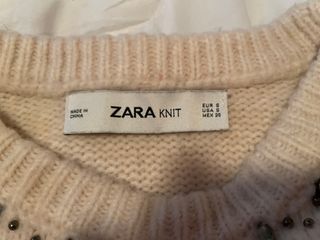 MADE IN
CHINA
ZARA KNIT
EUR S
USA S
MEX 26